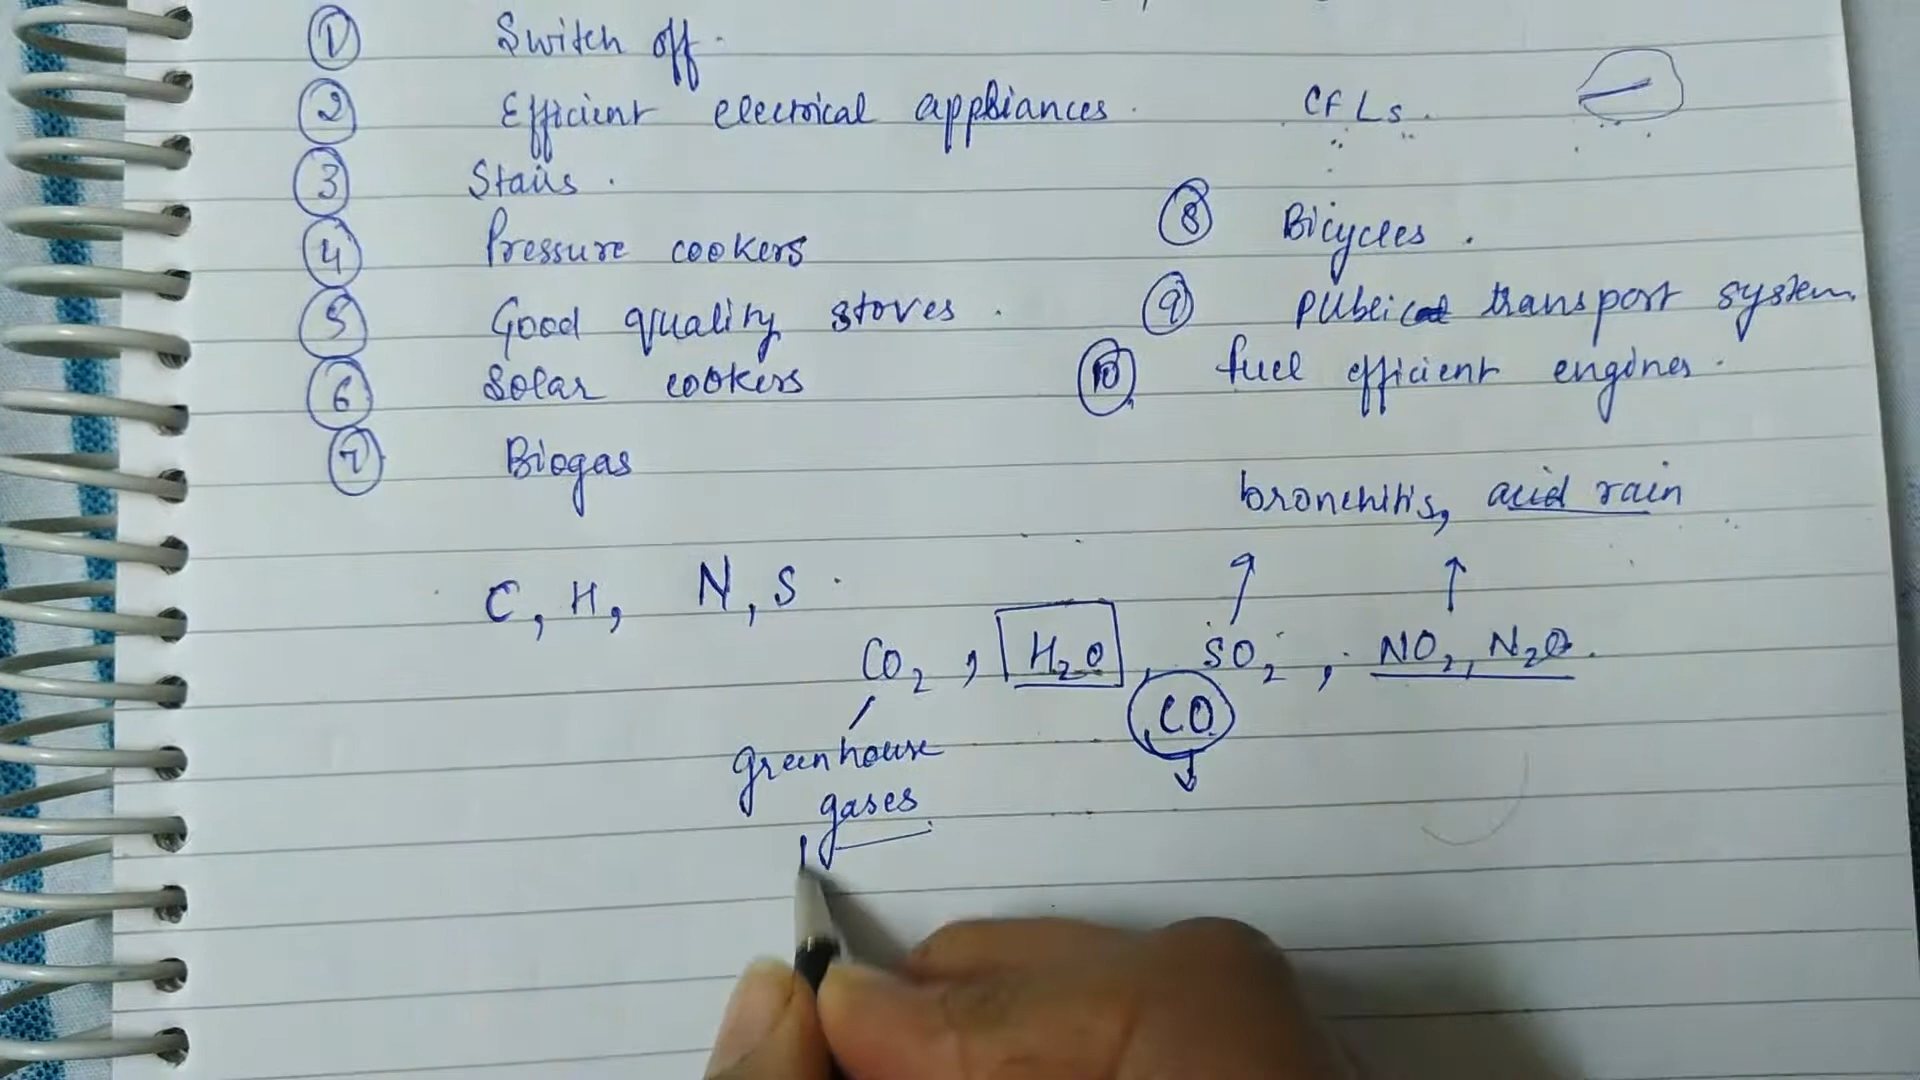 ① Switch off.
② Efficient electrical appliances. CFLs.
③ Stairs.
④ Pressure cookers
⑤ Good quality stoves.
⑥ Solar cookers
⑦ Biogas
⑧ Bicycles.
⑨ public transport system
⑩ fuel efficient engines.
bronchitis, acid rain
C, H, N, S
CO₂, H₂O, SO₂, NO₂, N₂O.
CO
greenhouse
gases